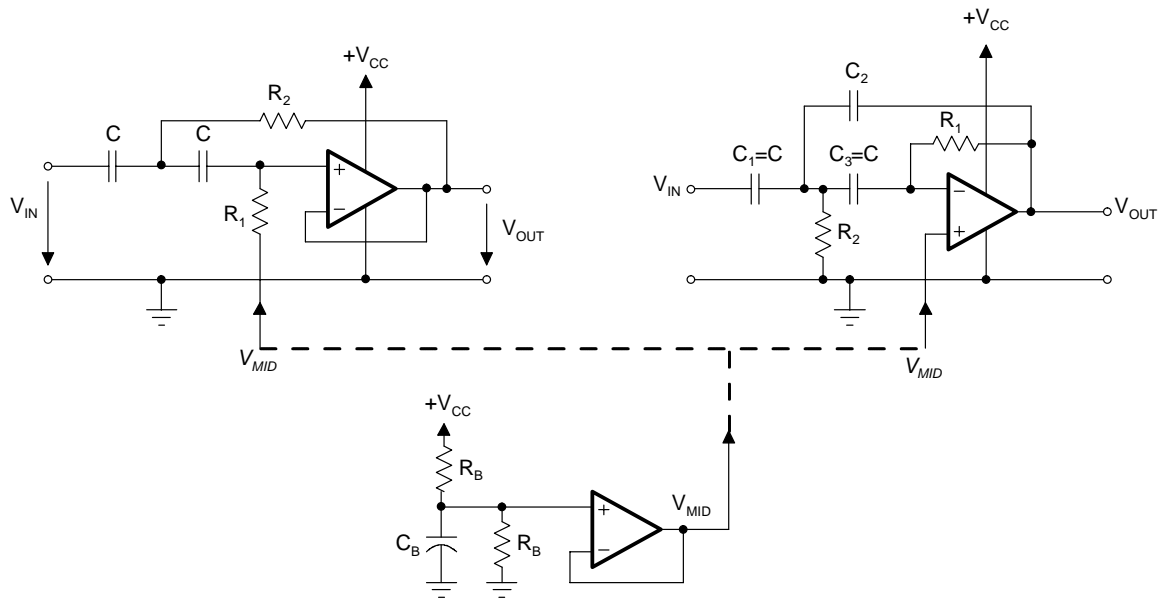 +VCC
R2
C C
+
−
R1
VIN
VOUT
VMID
+VCC
C2
R1
C1=C C3=C
VIN
−
+
R2
VOUT
VMID
+VCC
RB
CB
RB
+
−
VMID